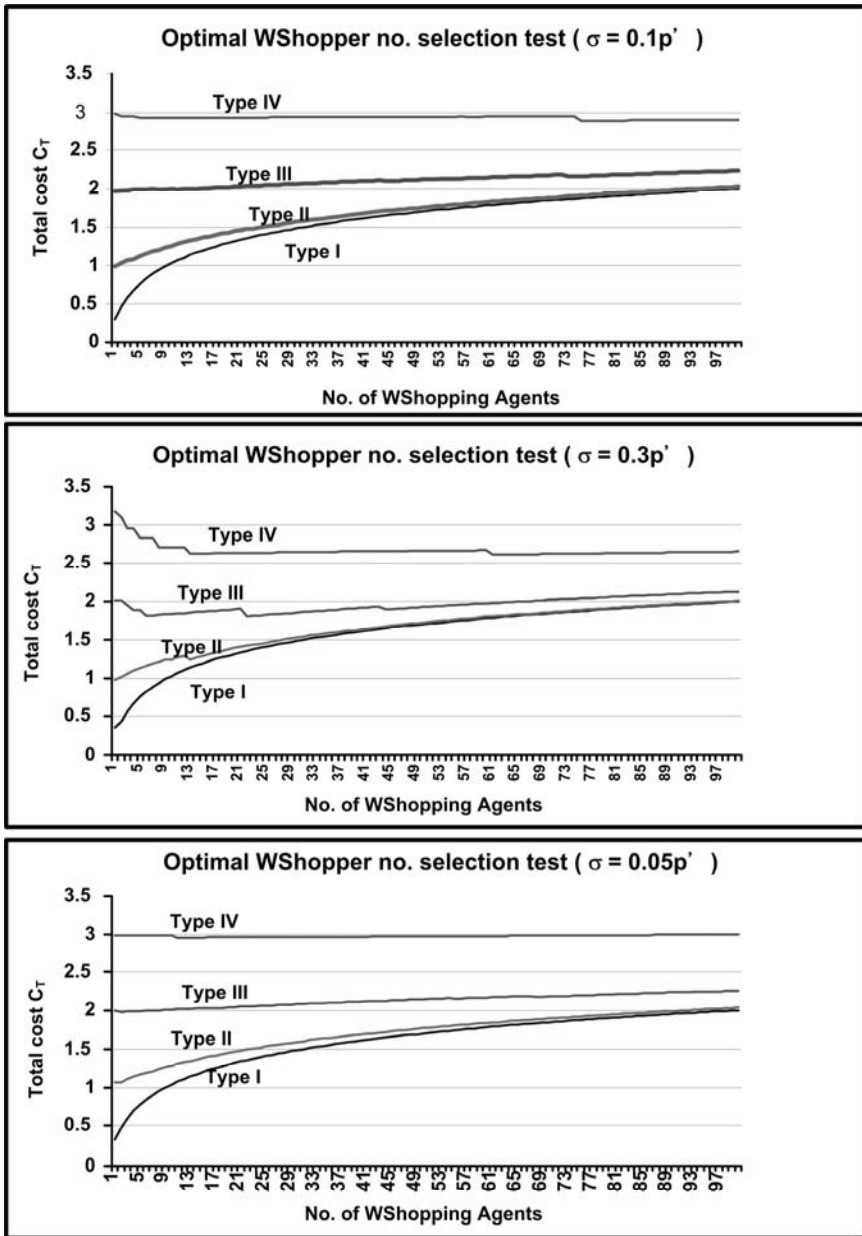 Optimal WShopper no. selection test ( σ = 0.1p’ )
Total cost CT
3.5
3
2.5
2
1.5
1
0.5
0
Type IV
Type III
Type II
Type I
1 5 9 13 17 21 25 29 33 37 41 45 49 53 57 61 65 69 73 77 81 85 89 93 97
No. of WShopping Agents
Optimal WShopper no. selection test ( σ = 0.3p’ )
Total cost CT
3.5
3
2.5
2
1.5
1
0.5
0
Type IV
Type III
Type II
Type I
1 5 9 13 17 21 25 29 33 37 41 45 49 53 57 61 65 69 73 77 81 85 89 93 97
No. of WShopping Agents
Optimal WShopper no. selection test ( σ = 0.05p’ )
Total cost CT
3.5
3
2.5
2
1.5
1
0.5
0
Type IV
Type III
Type II
Type I
1 5 9 13 17 21 25 29 33 37 41 45 49 53 57 61 65 69 73 77 81 85 89 93 97
No. of WShopping Agents